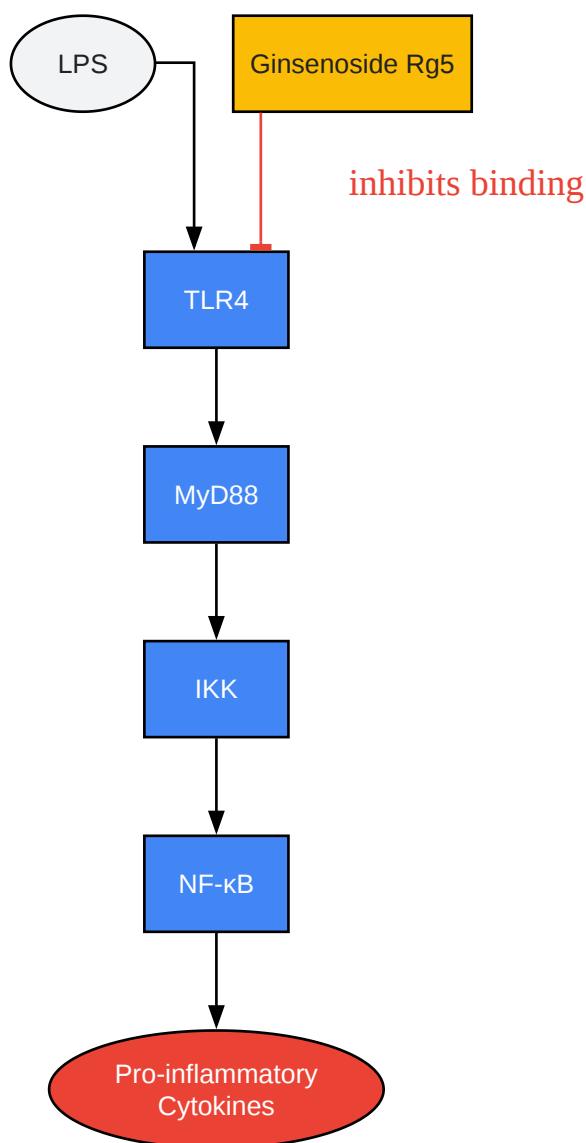 LPS
Ginsenoside Rg5
inhibits binding
TLR4
MyD88
IKK
NF-κB
Pro-inflammatory
Cytokines